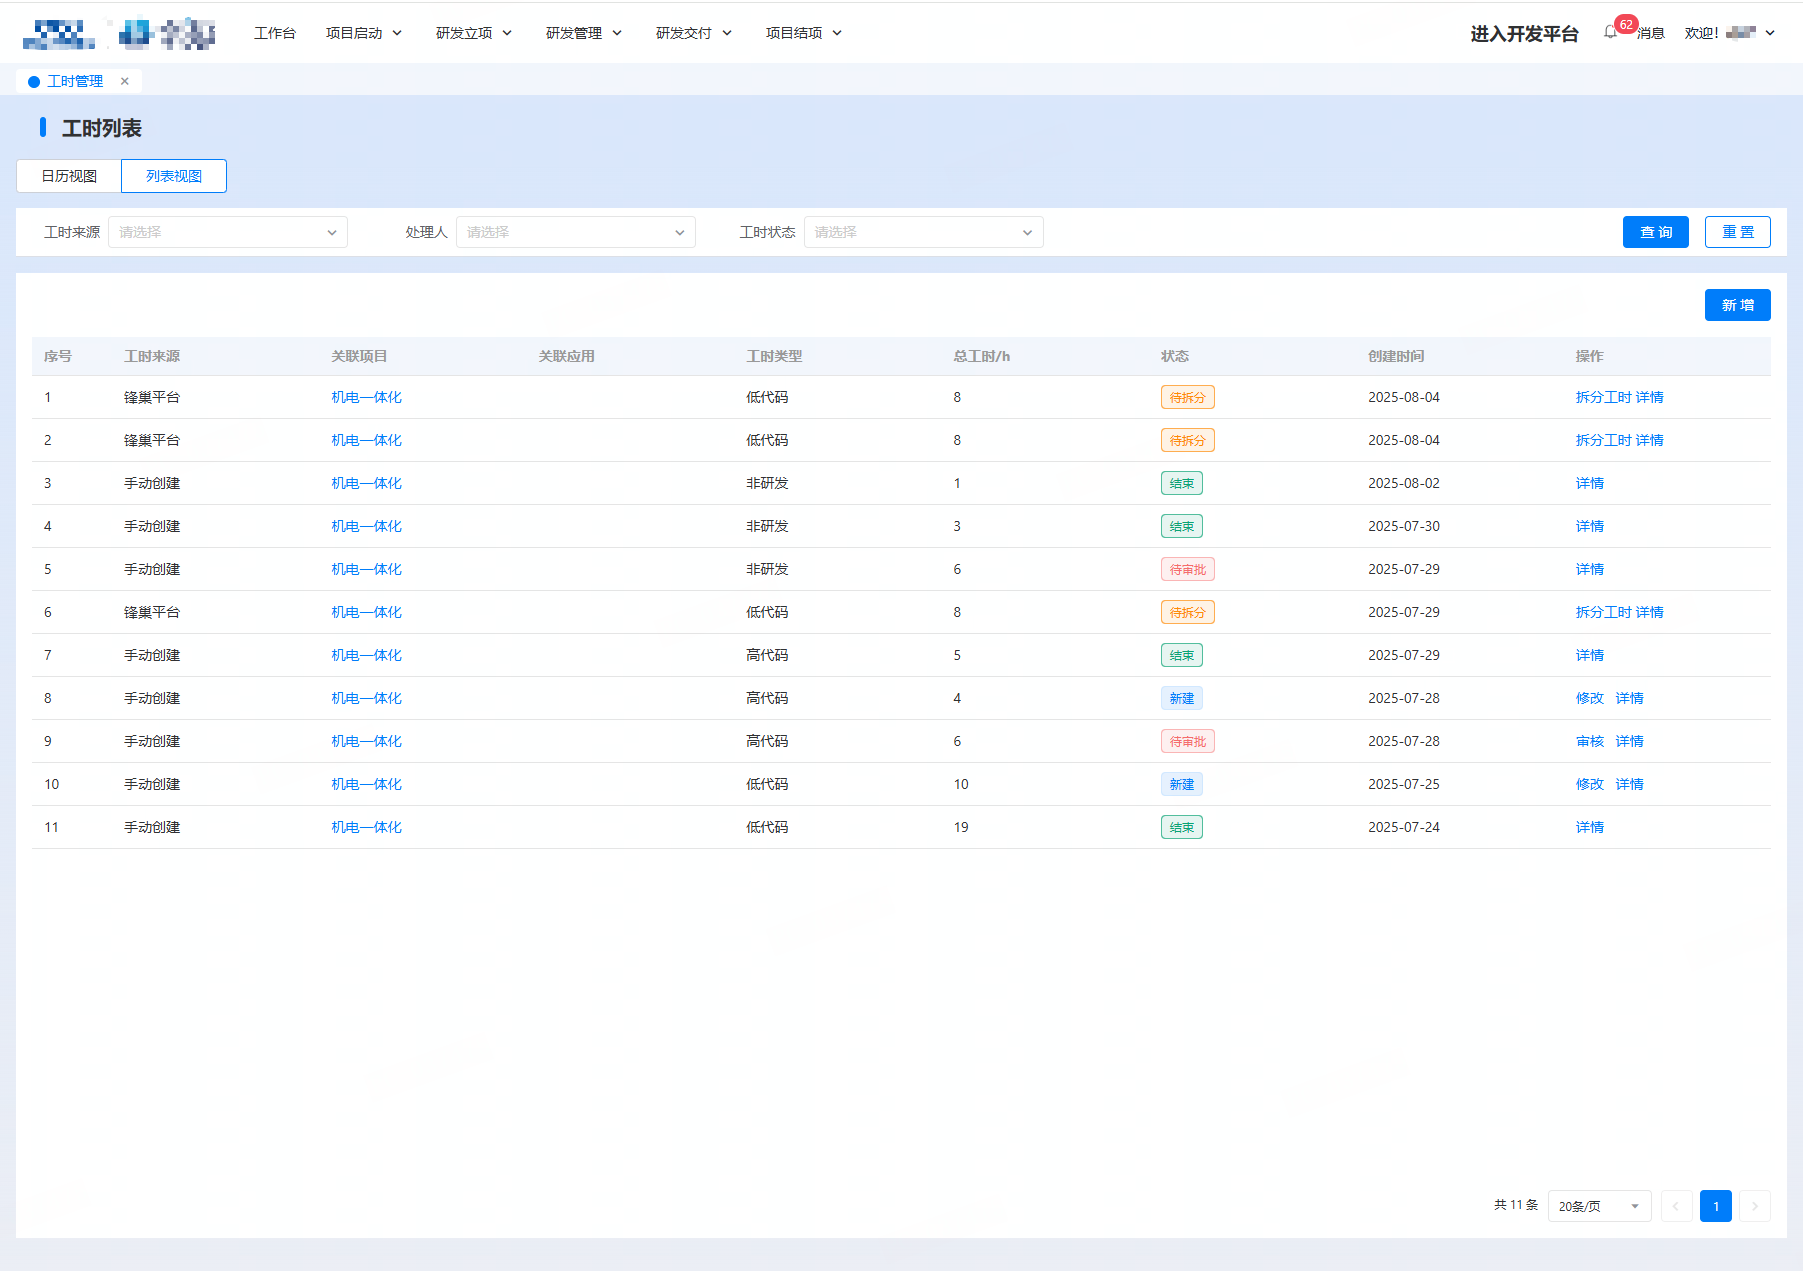 工作台 项目启动 研发立项 研发管理 研发交付 项目结项 进入开发平台 62 消息 欢迎!
工时管理
工时列表
日历视图 列表视图
工时来源 请选择 处理人 请选择 工时状态 请选择 查询 重置
新增
序号 工时来源 关联项目 关联应用 工时类型 总工时/h 状态 创建时间 操作
1 锋巢平台 机电一体化 低代码 8 待拆分 2025-08-04 拆分工时 详情
2 锋巢平台 机电一体化 低代码 8 待拆分 2025-08-04 拆分工时 详情
3 手动创建 机电一体化 非研发 1 结束 2025-08-02 详情
4 手动创建 机电一体化 非研发 3 结束 2025-07-30 详情
5 手动创建 机电一体化 非研发 6 待审批 2025-07-29 详情
6 锋巢平台 机电一体化 低代码 8 待拆分 2025-07-29 拆分工时 详情
7 手动创建 机电一体化 高代码 5 结束 2025-07-29 详情
8 手动创建 机电一体化 高代码 4 新建 2025-07-28 修改 详情
9 手动创建 机电一体化 高代码 6 待审批 2025-07-28 审核 详情
10 手动创建 机电一体化 低代码 10 新建 2025-07-25 修改 详情
11 手动创建 机电一体化 低代码 19 结束 2025-07-24 详情
共 11 条 20条/页 1